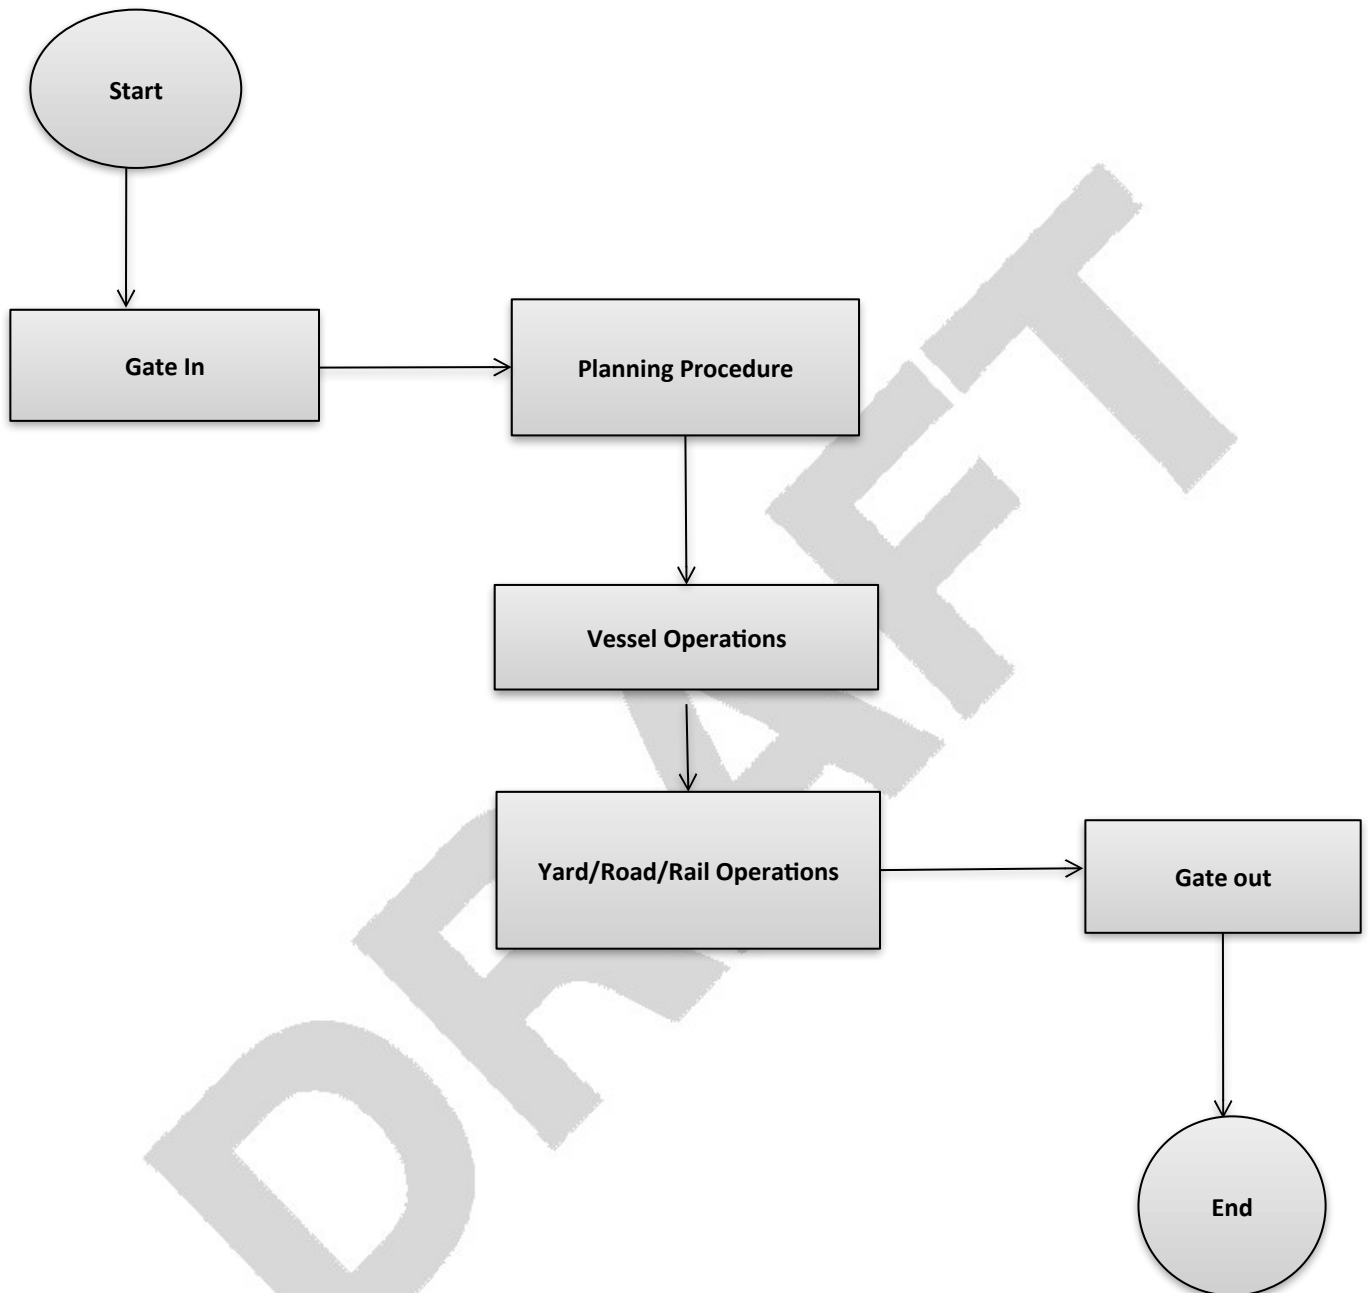 Start
Gate In
Planning Procedure
Vessel Operations
Yard/Road/Rail Operations
Gate out
End
DRAFT